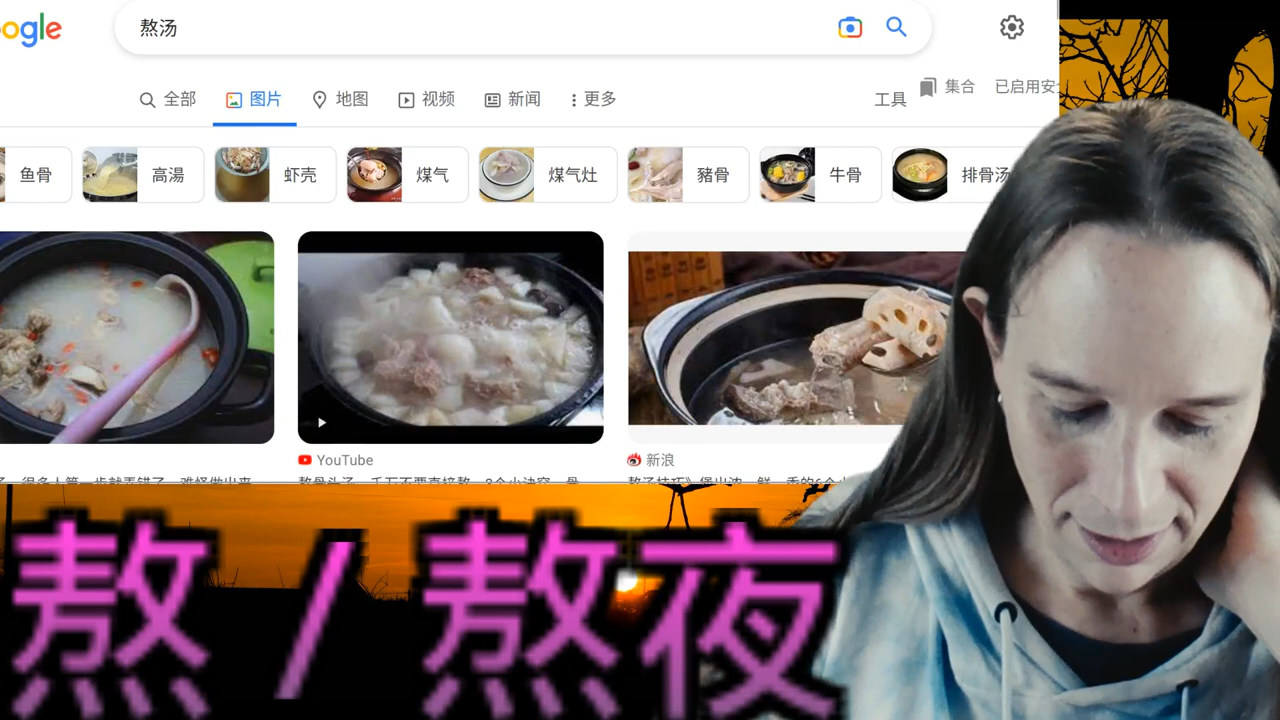 ogle
熬汤
全部
图片
地图
视频
新闻
更多
工具
集合
已启用安
鱼骨
高湯
虾壳
煤气
煤气灶
豬骨
牛骨
排骨汤
YouTube
新浪
熬 / 熬夜